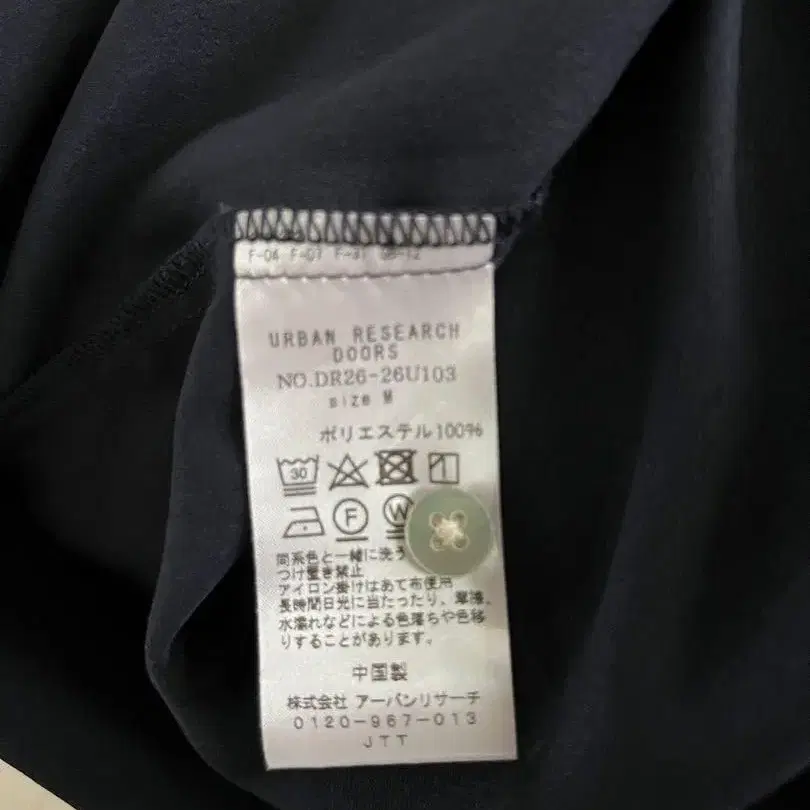 F-04 F-07 F-31
URBAN RESEARCH
DOORS
NO.DR26-26U103
size M
ポリエステル100%
30
F W
同系色と一緒に洗う
つけ置き禁止
アイロン掛けはあて布使用
長時間日光に当たったり、摩擦、
水濡れなどによる色落ちや色移
りすることがあります。
中国製
株式会社 アーバンリサーチ
0120-967-013
JTT